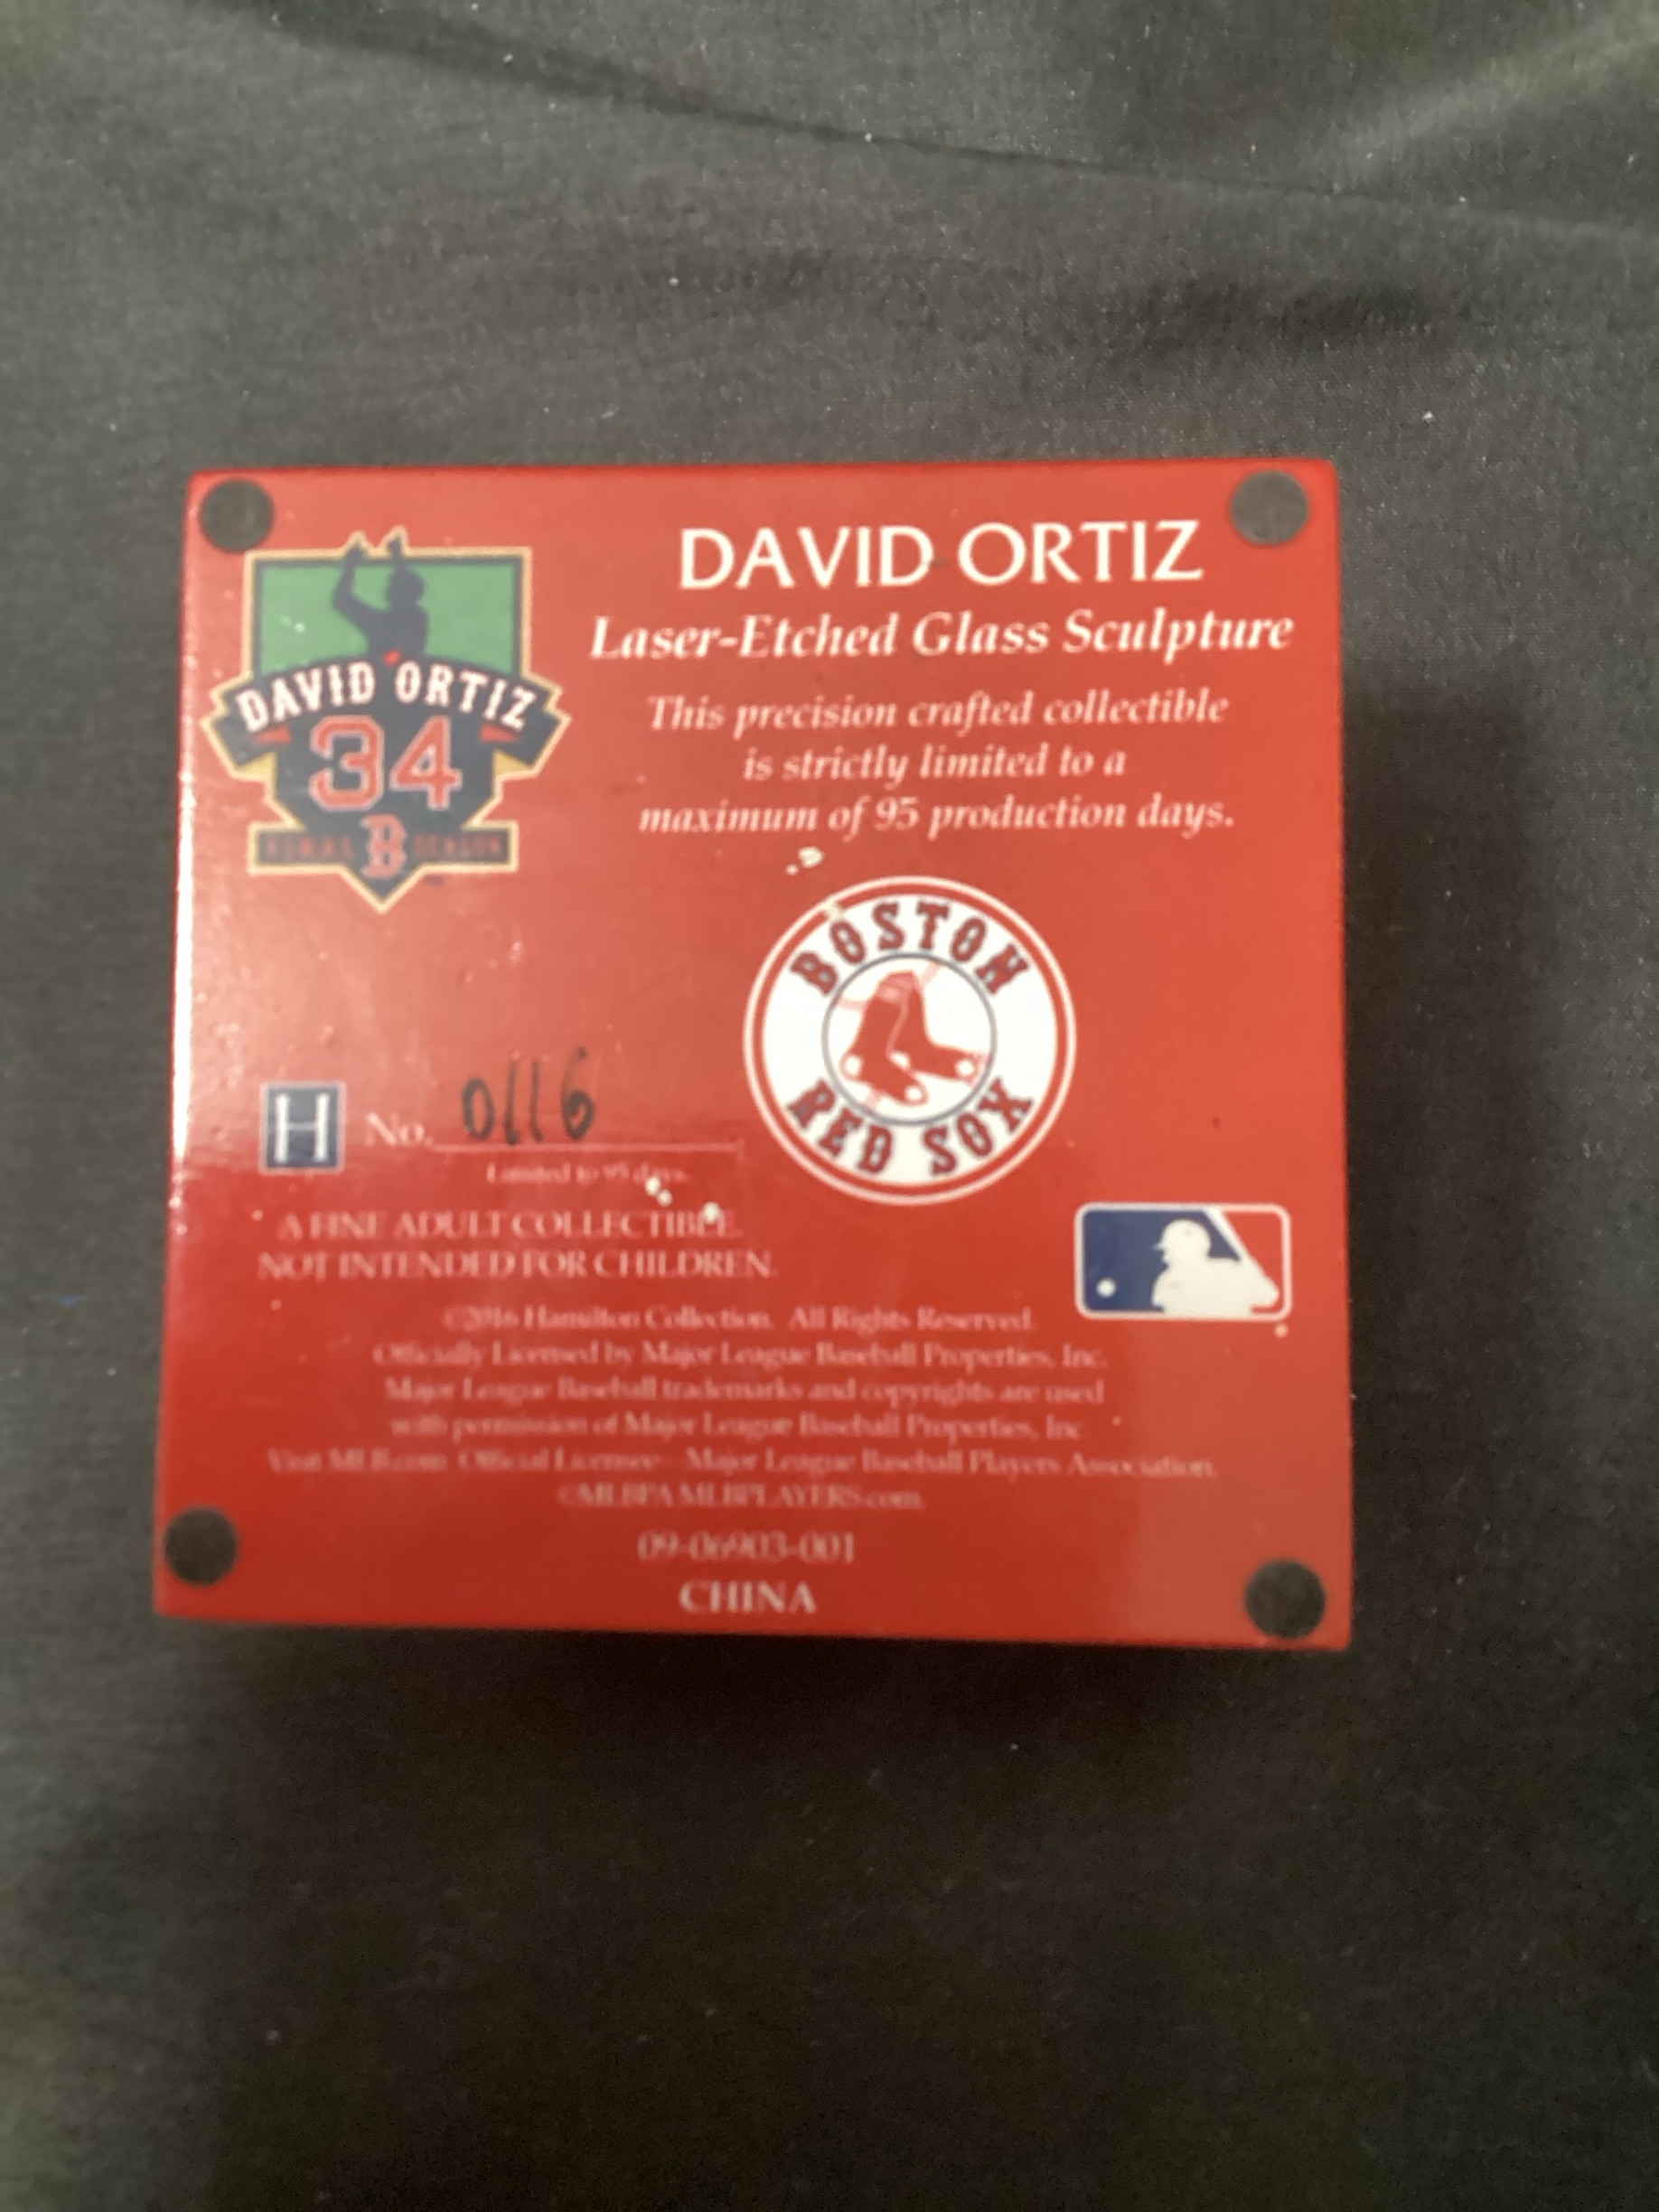 DAVID ORTIZ
Laser-Etched Glass Sculpture
This precision crafted collectible
is strictly limited to a
maximum of 95 production days.
DAVID ORTIZ
34
B
FINAL SEASON
BOSTON
RED SOX
H No. 0116
Limited to 95 days.
A FINE ADULT COLLECTIBLE.
NOT INTENDED FOR CHILDREN.
©2016 Hamilton Collection. All Rights Reserved.
Officially Licensed by Major League Baseball Properties, Inc.
Major League Baseball trademarks and copyrights are used
with permission of Major League Baseball Properties, Inc.
Visit MLB.com. Official Licensee – Major League Baseball Players Association.
©MLBPA MLBPLAYERS.com.
09-06903-001
CHINA